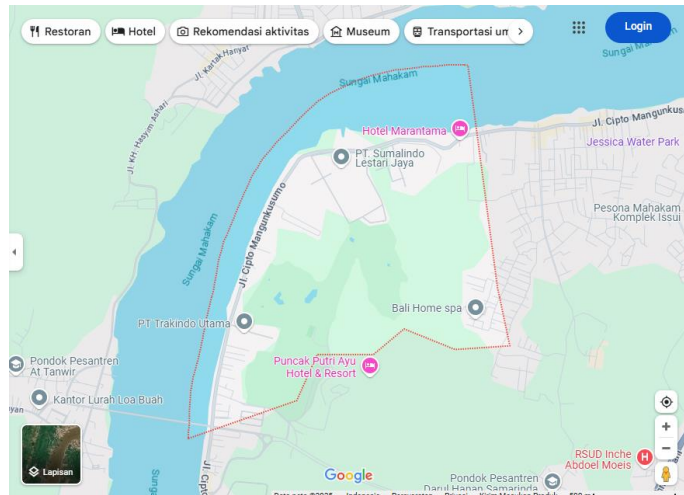 Restoran
Hotel
Rekomendasi aktivitas
Museum
Transportasi um
Login
Jl. Kartak Hanyar
Sungai Mahakam
Sungai
Jl. KH. Hasyim Ashari
Hotel Marantama
Jl. Cipto Mangunkus
Jessica Water Park
PT. Sumalindo
Lestari Jaya
Sungai Mahakam
Jl. Cipto Mangunkusumo
Pesona Mahakam
Komplek Issui
Bali Home spa
PT Trakindo Utama
Puncak Putri Ayu
Hotel & Resort
Pondok Pesantren
At Tanwir
Kantor Lurah Loa Buah
Lapisan
Jl. Cipto
Google
RSUD Inche
Abdoel Moeis
Pondok Pesantren
Darul Hanan Samarinda